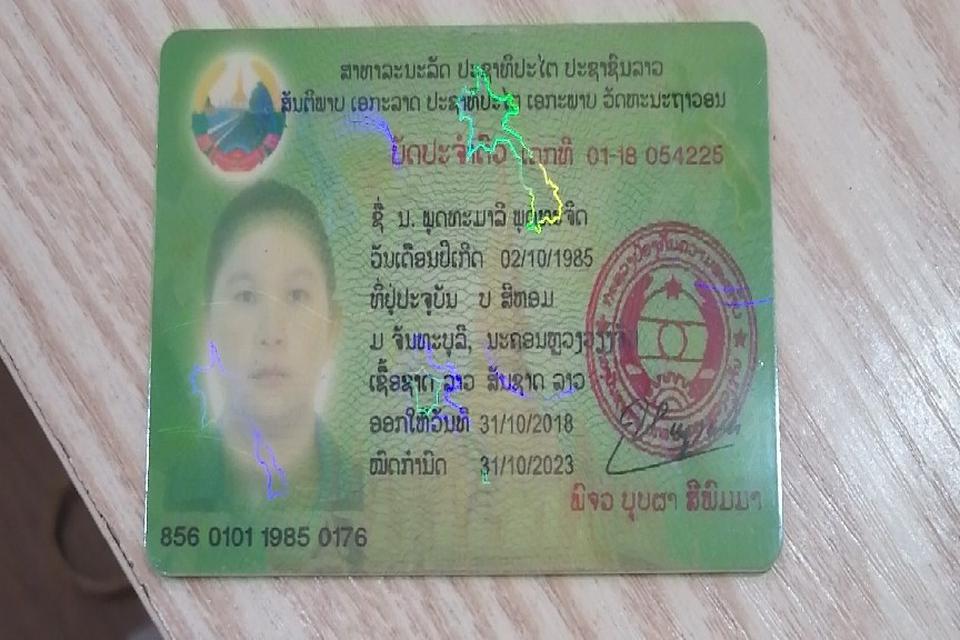 ສາທາລະນະລັດ ປະຊາທິປະໄຕ ປະຊາຊົນລາວ
ສັນຕິພາບ ເອກະລາດ ປະຊາທິປະໄຕ ເອກະພາບ ວັດທະນະຖາວອນ
ບັດປະຈຳຕົວ ເລກທີ 01-18 054225
ຊື່ ນ. ພຸດທະມາລີ
ວັນເດືອນປີເກີດ 02/10/1985
ທີ່ຢູ່ປະຈຸບັນ ບ ສີຫອມ
ມ ຈັນທະບຸລີ, ນະຄອນຫຼວງວຽງຈັ
ເຊື້ອຊາດ ລາວ ສັນຊາດ ລາວ
ອອກໃຫ້ວັນທີ 31/10/2018
ໝົດກຳນົດ 31/10/2023
ພົຈວ ບຸບຜາ ສີພົມມາ
856 0101 1985 0176